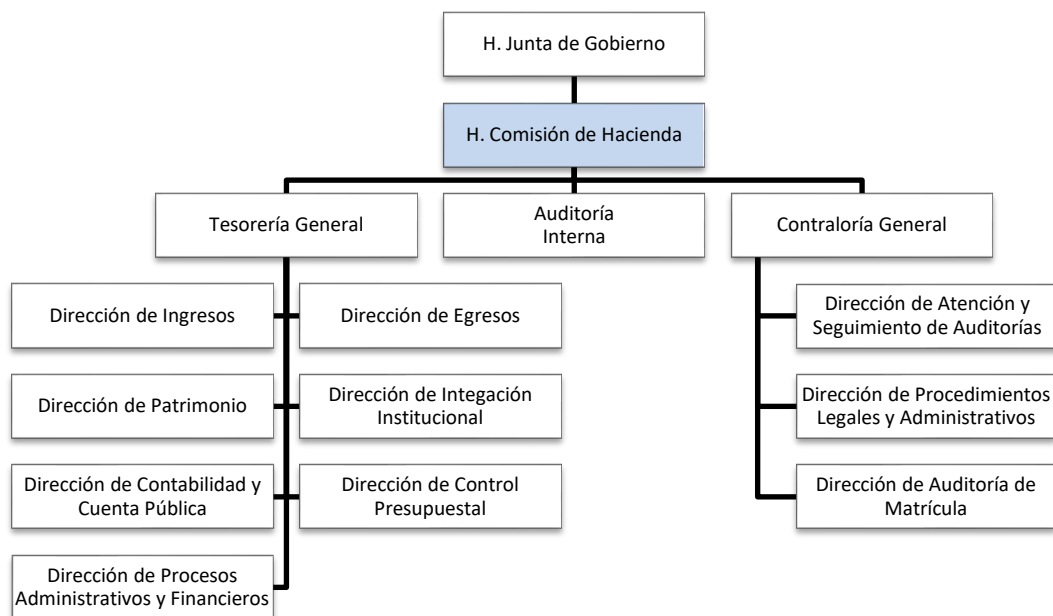 H. Junta de Gobierno
H. Comisión de Hacienda
Tesorería General
Auditoría
Interna
Contraloría General
Dirección de Ingresos
Dirección de Egresos
Dirección de Atención y
Seguimiento de Auditorías
Dirección de Patrimonio
Dirección de Integación
Institucional
Dirección de Procedimientos
Legales y Administrativos
Dirección de Contabilidad y
Cuenta Pública
Dirección de Control
Presupuestal
Dirección de Auditoría de
Matrícula
Dirección de Procesos
Administrativos y Financieros